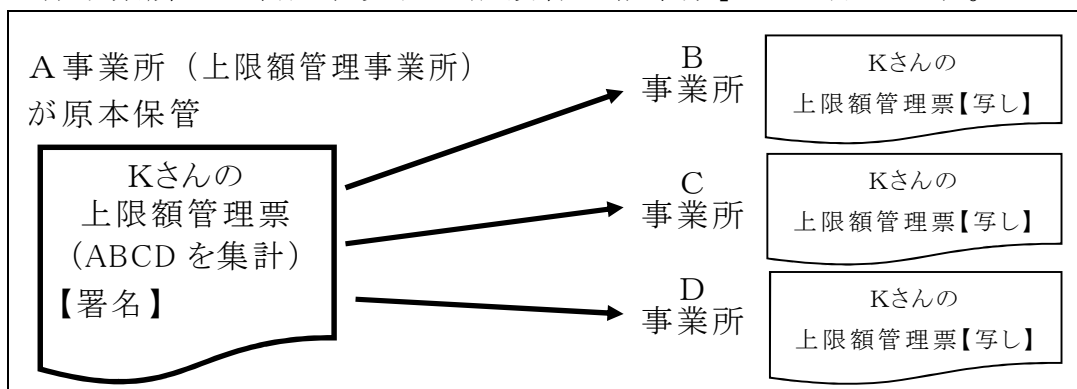 A事業所(上限額管理事業所)
が原本保管
Kさんの
上限額管理票
(ABCDを集計)
【署名】
B
事業所
Kさんの
上限額管理票【写し】
C
事業所
Kさんの
上限額管理票【写し】
D
事業所
Kさんの
上限額管理票【写し】